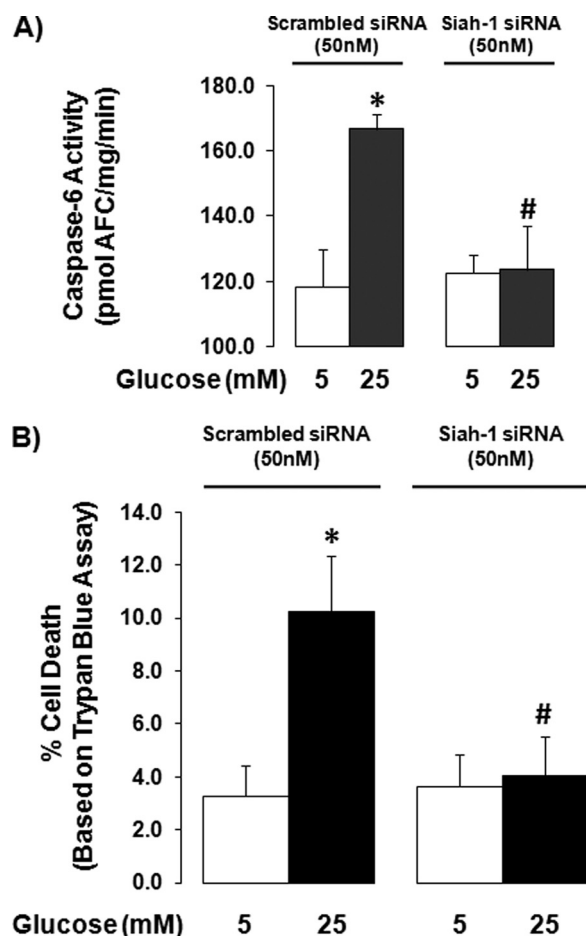 A)
Scrambled siRNA Siah-1 siRNA
(50nM) (50nM)
Caspase-6 Activity
(pmol AFC/mg/min)
180.0
160.0
140.0
120.0
100.0
*
#
Glucose (mM) 5 25 5 25
B)
Scrambled siRNA Siah-1 siRNA
(50nM) (50nM)
% Cell Death
(Based on Trypan Blue Assay)
14.0
12.0
10.0
8.0
6.0
4.0
2.0
0.0
*
#
Glucose (mM) 5 25 5 25